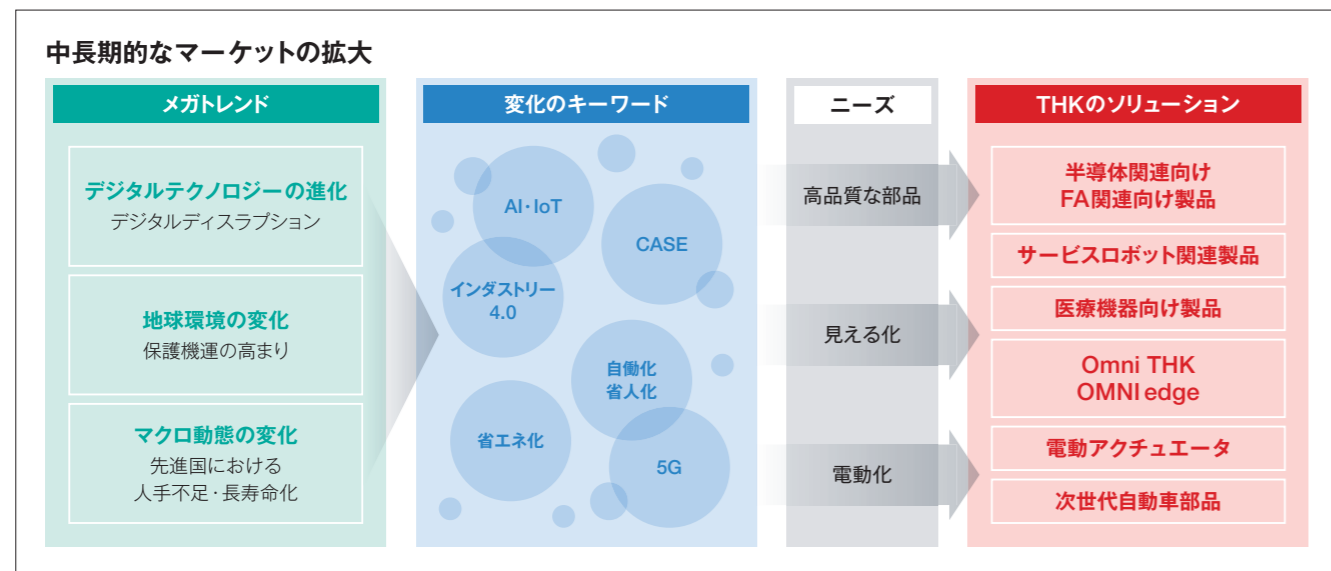 中長期的なマーケットの拡大
メガトレンド
デジタルテクノロジーの進化
デジタルディスラプション
地球環境の変化
保護機運の高まり
マクロ動態の変化
先進国における
人手不足・長寿命化
変化のキーワード
AI・IoT
CASE
インダストリー
4.0
自働化
省人化
省エネ化
5G
ニーズ
高品質な部品
見える化
電動化
THKのソリューション
半導体関連向け
FA関連向け製品
サービスロボット関連製品
医療機器向け製品
Omni THK
OMNI edge
電動アクチュエータ
次世代自動車部品